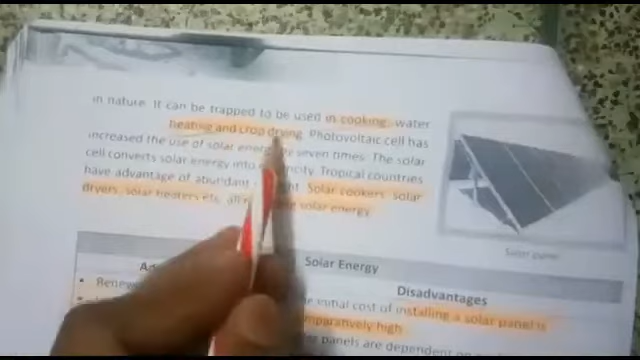 in nature. It can be trapped to be used in cooking, water
heating and crop drying. Photovoltaic cell has
increased the use of solar energy by seven times. The solar
cell converts solar energy into electricity. Tropical countries
have advantage of abundant Solar cookers, solar
dryers, solar heaters etc. solar energy.
Solar panel
Solar Energy
Disadvantages
Renew
he initial cost of installing a solar panel is
mparatively high
panels are dependent on